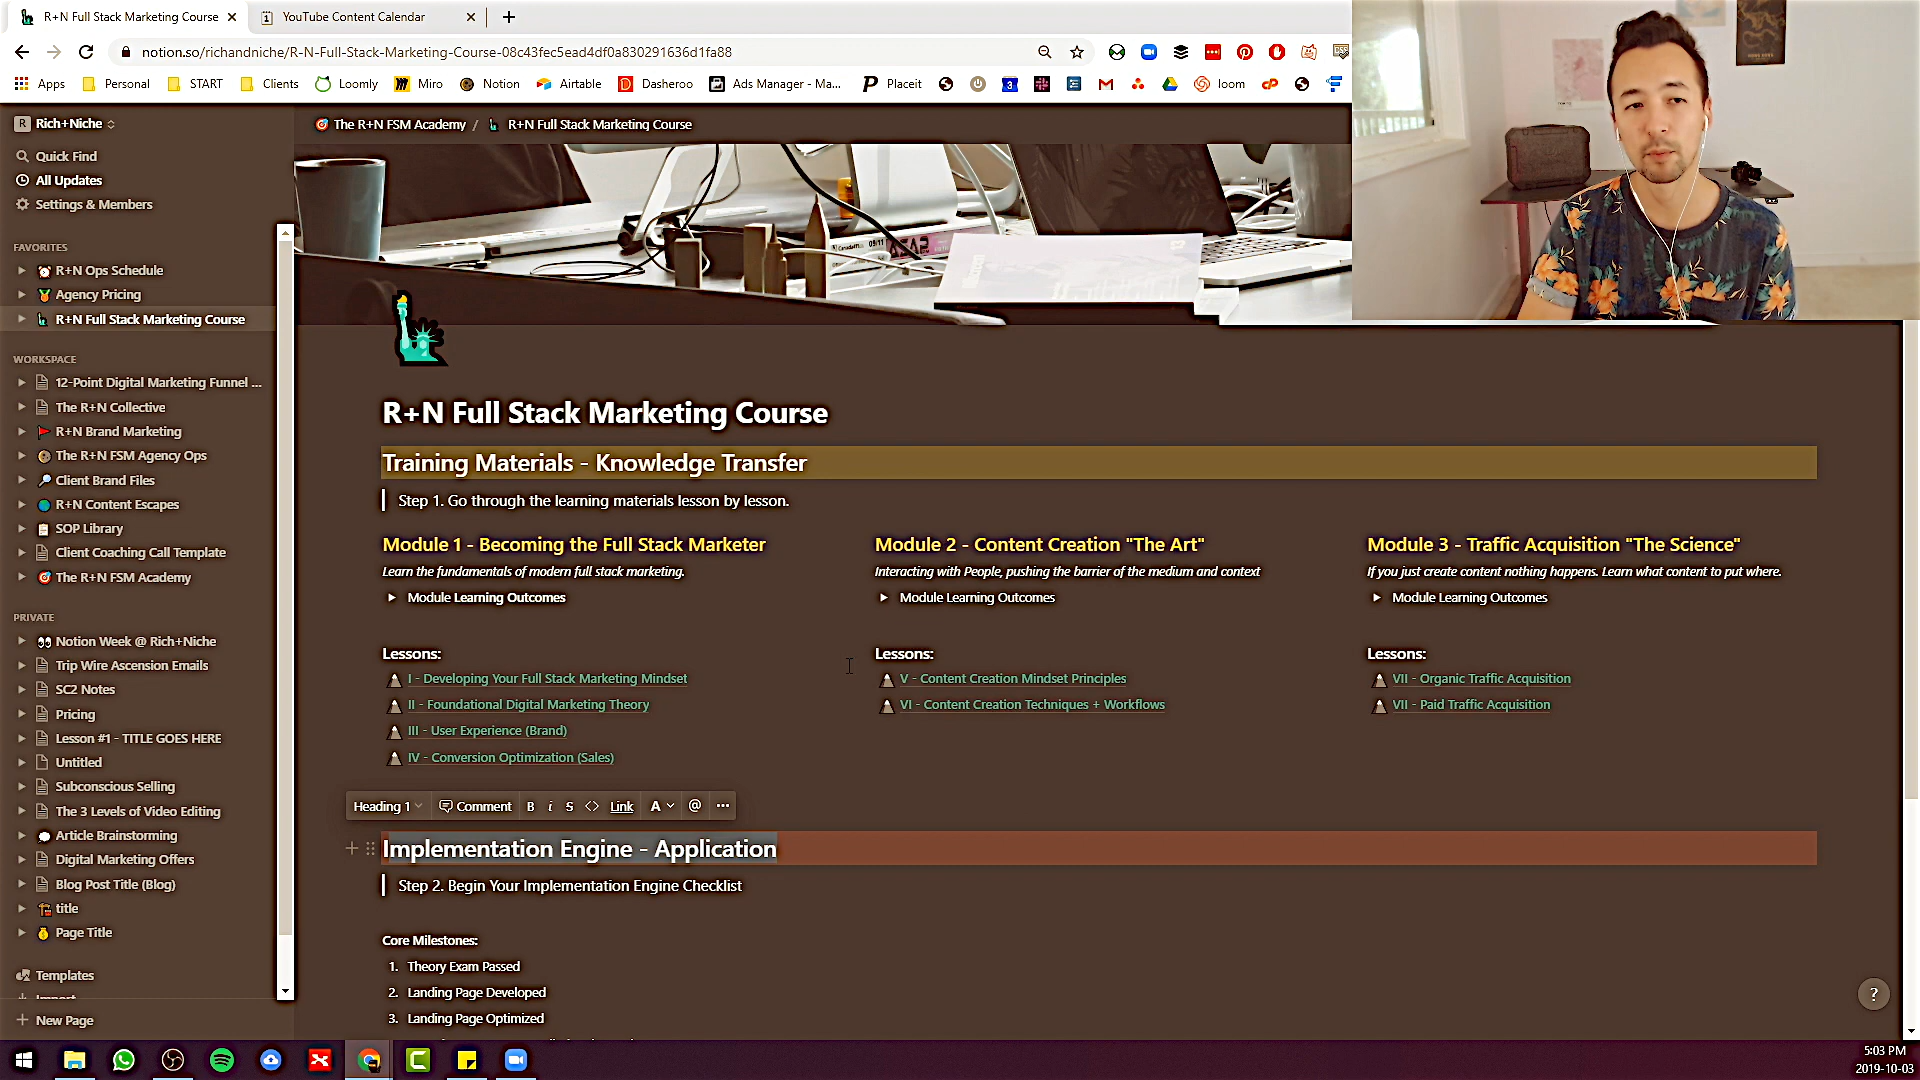 R+N Full Stack Marketing Course
YouTube Content Calendar
notion.so/richandniche/R-N-Full-Stack-Marketing-Course-08c43fec5ead4df0a830291636d1fa88
Apps
Personal
START
Clients
Loomly
Miro
Notion
Airtable
Dasheroo
Ads Manager - Ma...
Placeit
loom
R Rich+Niche
The R+N FSM Academy / R+N Full Stack Marketing Course
Quick Find
All Updates
Settings & Members
FAVORITES
R+N Ops Schedule
Agency Pricing
R+N Full Stack Marketing Course
WORKSPACE
12-Point Digital Marketing Funnel ...
The R+N Collective
R+N Brand Marketing
The R+N FSM Agency Ops
Client Brand Files
R+N Content Escapes
SOP Library
Client Coaching Call Template
The R+N FSM Academy
PRIVATE
Notion Week @ Rich+Niche
Trip Wire Ascension Emails
SC2 Notes
Pricing
Lesson #1 - TITLE GOES HERE
Untitled
Subconscious Selling
The 3 Levels of Video Editing
Article Brainstorming
Digital Marketing Offers
Blog Post Title (Blog)
title
Page Title
Templates
Import
New Page
R+N Full Stack Marketing Course
Training Materials - Knowledge Transfer
Step 1. Go through the learning materials lesson by lesson.
Module 1 - Becoming the Full Stack Marketer
Learn the fundamentals of modern full stack marketing.
Module Learning Outcomes
Lessons:
I - Developing Your Full Stack Marketing Mindset
II - Foundational Digital Marketing Theory
III - User Experience (Brand)
IV - Conversion Optimization (Sales)
Module 2 - Content Creation "The Art"
Interacting with People, pushing the barrier of the medium and context
Module Learning Outcomes
Lessons:
V - Content Creation Mindset Principles
VI - Content Creation Techniques + Workflows
Module 3 - Traffic Acquisition "The Science"
If you just create content nothing happens. Learn what content to put where.
Module Learning Outcomes
Lessons:
VII - Organic Traffic Acquisition
VII - Paid Traffic Acquisition
Heading 1 Comment B i S <> Link A @ •••
Implementation Engine - Application
Step 2. Begin Your Implementation Engine Checklist
Core Milestones:
1. Theory Exam Passed
2. Landing Page Developed
3. Landing Page Optimized
?
5:03 PM
2019-10-03